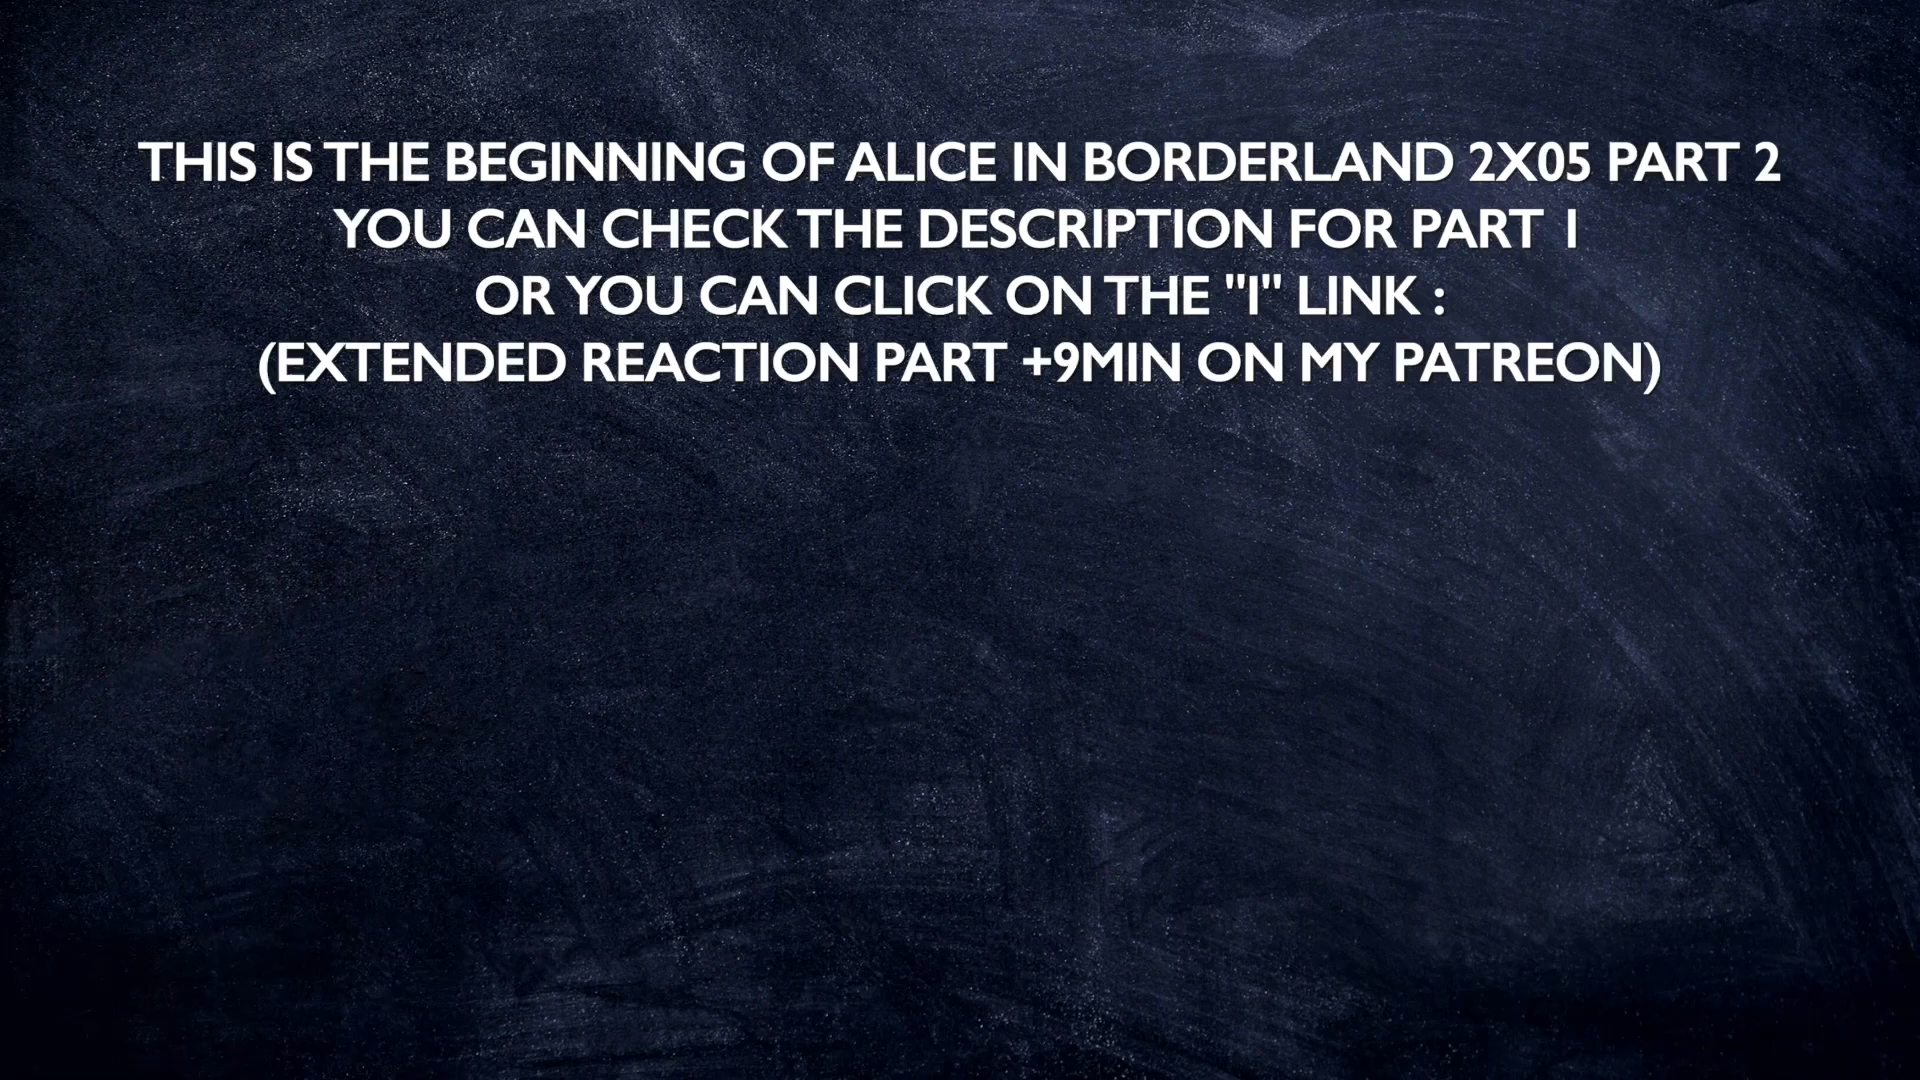 THIS IS THE BEGINNING OF ALICE IN BORDERLAND 2X05 PART 2
YOU CAN CHECK THE DESCRIPTION FOR PART 1
OR YOU CAN CLICK ON THE "I" LINK :
(EXTENDED REACTION PART +9MIN ON MY PATREON)